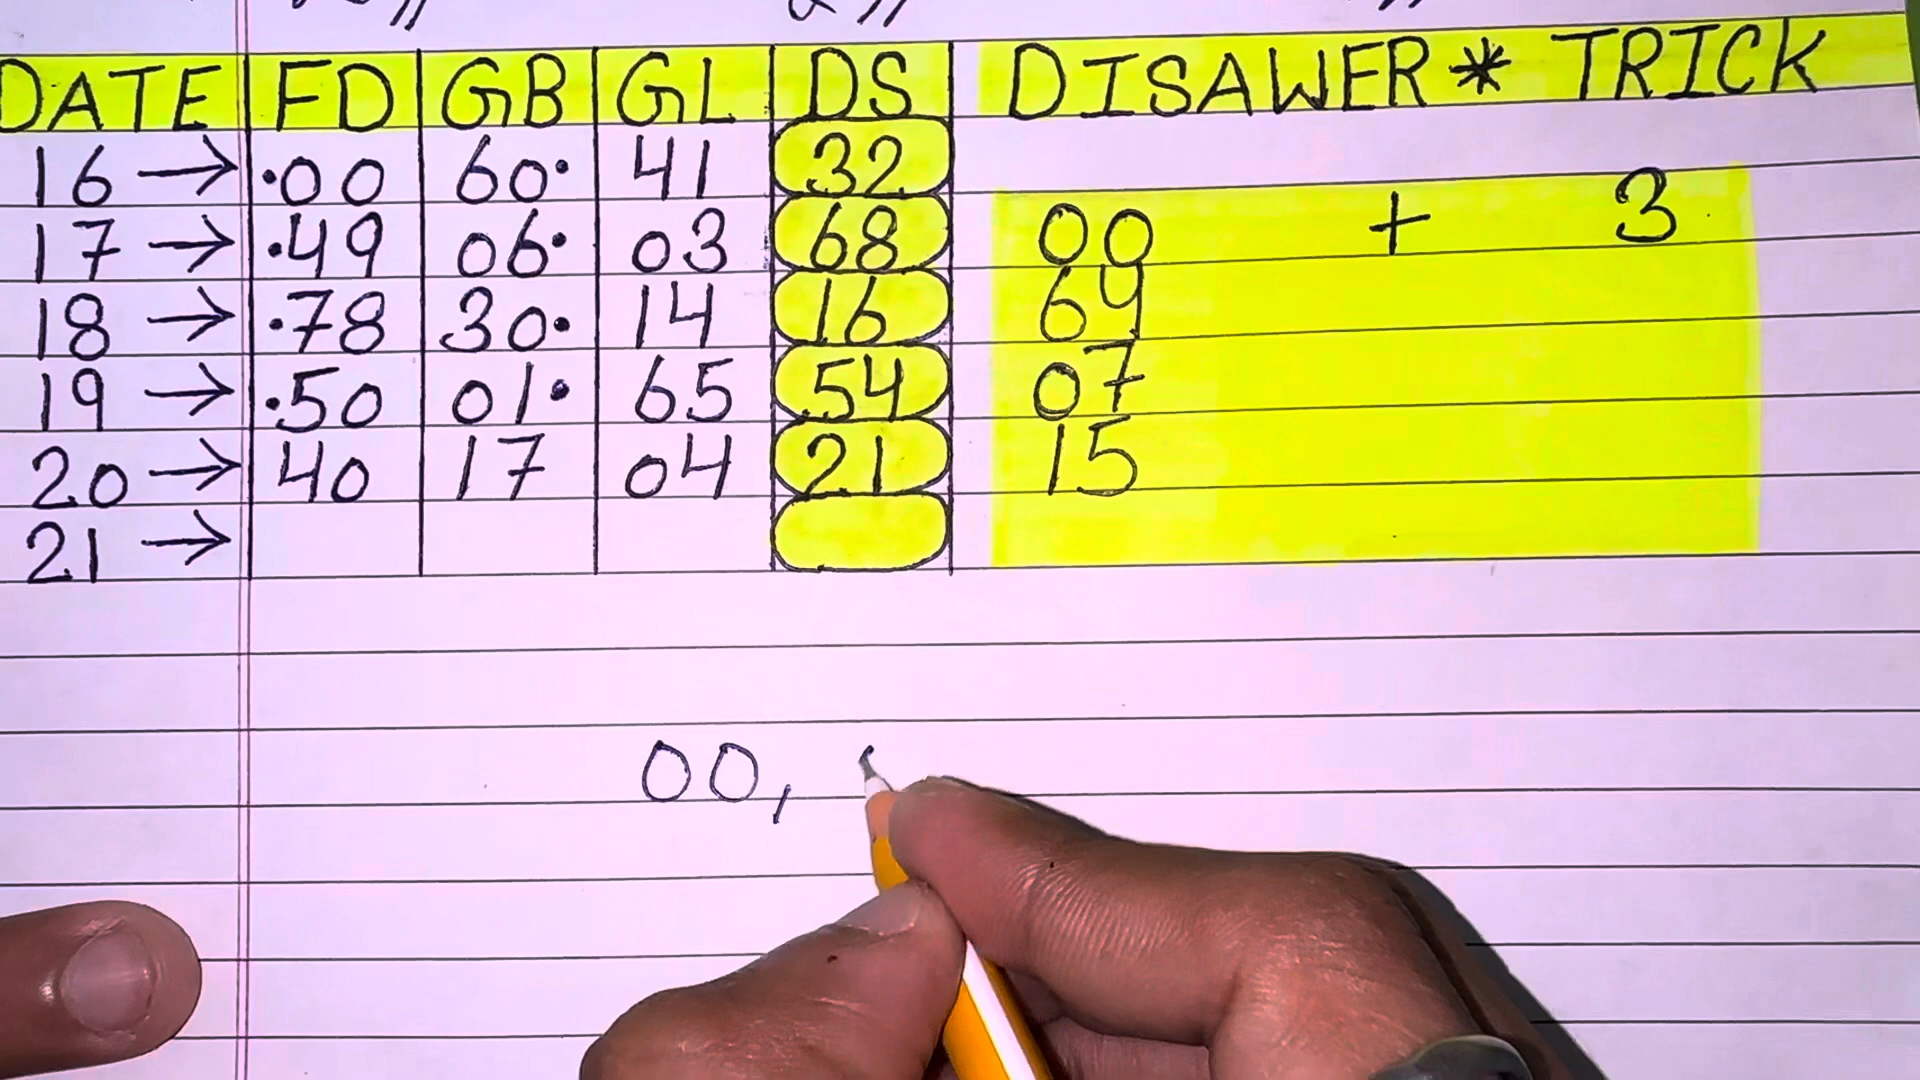 DATE FD GB GL DS DISAWER * TRICK
16 → .00 60. 41 32
17 → .49 06. 03 68 00 + 3
18 → .78 30. 14 16 69
19 → .50 01. 65 54 07
20 → 40 17 04 21 15
21 →
00,